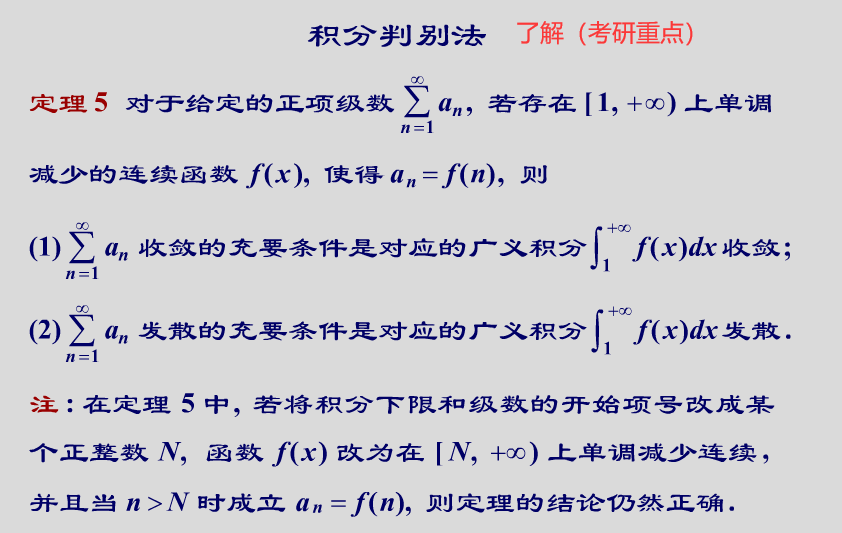 积分判别法 了解（考研重点）
定理 5 对于给定的正项级数 $\sum_{n=1}^{\infty} a_n$, 若存在 [1, +∞) 上单调
减少的连续函数 f(x), 使得 $a_n = f(n)$, 则
(1) $\sum_{n=1}^{\infty} a_n$ 收敛的充要条件是对应的广义积分 $\int_1^{+\infty} f(x)dx$ 收敛;
(2) $\sum_{n=1}^{\infty} a_n$ 发散的充要条件是对应的广义积分 $\int_1^{+\infty} f(x)dx$ 发散.
注: 在定理 5 中, 若将积分下限和级数的开始项号改成某
个正整数 N, 函数 f(x) 改为在 [N, +∞) 上单调减少连续,
并且当 n > N 时成立 $a_n = f(n)$, 则定理的结论仍然正确.